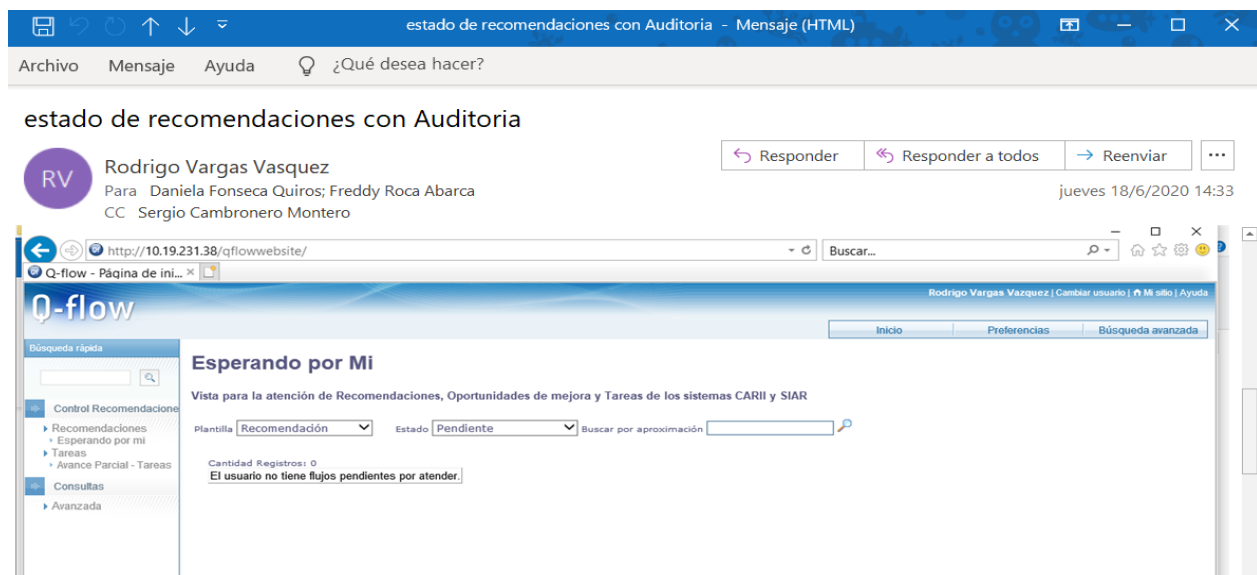 estado de recomendaciones con Auditoria - Mensaje (HTML)
Archivo Mensaje Ayuda ¿Qué desea hacer?
estado de recomendaciones con Auditoria
RV
Rodrigo Vargas Vasquez
Para Daniela Fonseca Quiros; Freddy Roca Abarca
CC Sergio Cambronero Montero
Responder Responder a todos Reenviar ...
jueves 18/6/2020 14:33
http://10.19.231.38/qflowwebsite/ Buscar...
Q-flow - Página de ini...
Q-flow
Rodrigo Vargas Vazquez | Cambiar usuario | Mi sitio | Ayuda
Inicio Preferencias Búsqueda avanzada
Búsqueda rápida
Control Recomendacione
Recomendaciones
Esperando por mi
Tareas
Avance Parcial - Tareas
Consultas
Avanzada
Esperando por Mi
Vista para la atención de Recomendaciones, Oportunidades de mejora y Tareas de los sistemas CARII y SIAR
Plantilla Recomendación Estado Pendiente Buscar por aproximación
Cantidad Registros: 0
El usuario no tiene flujos pendientes por atender.